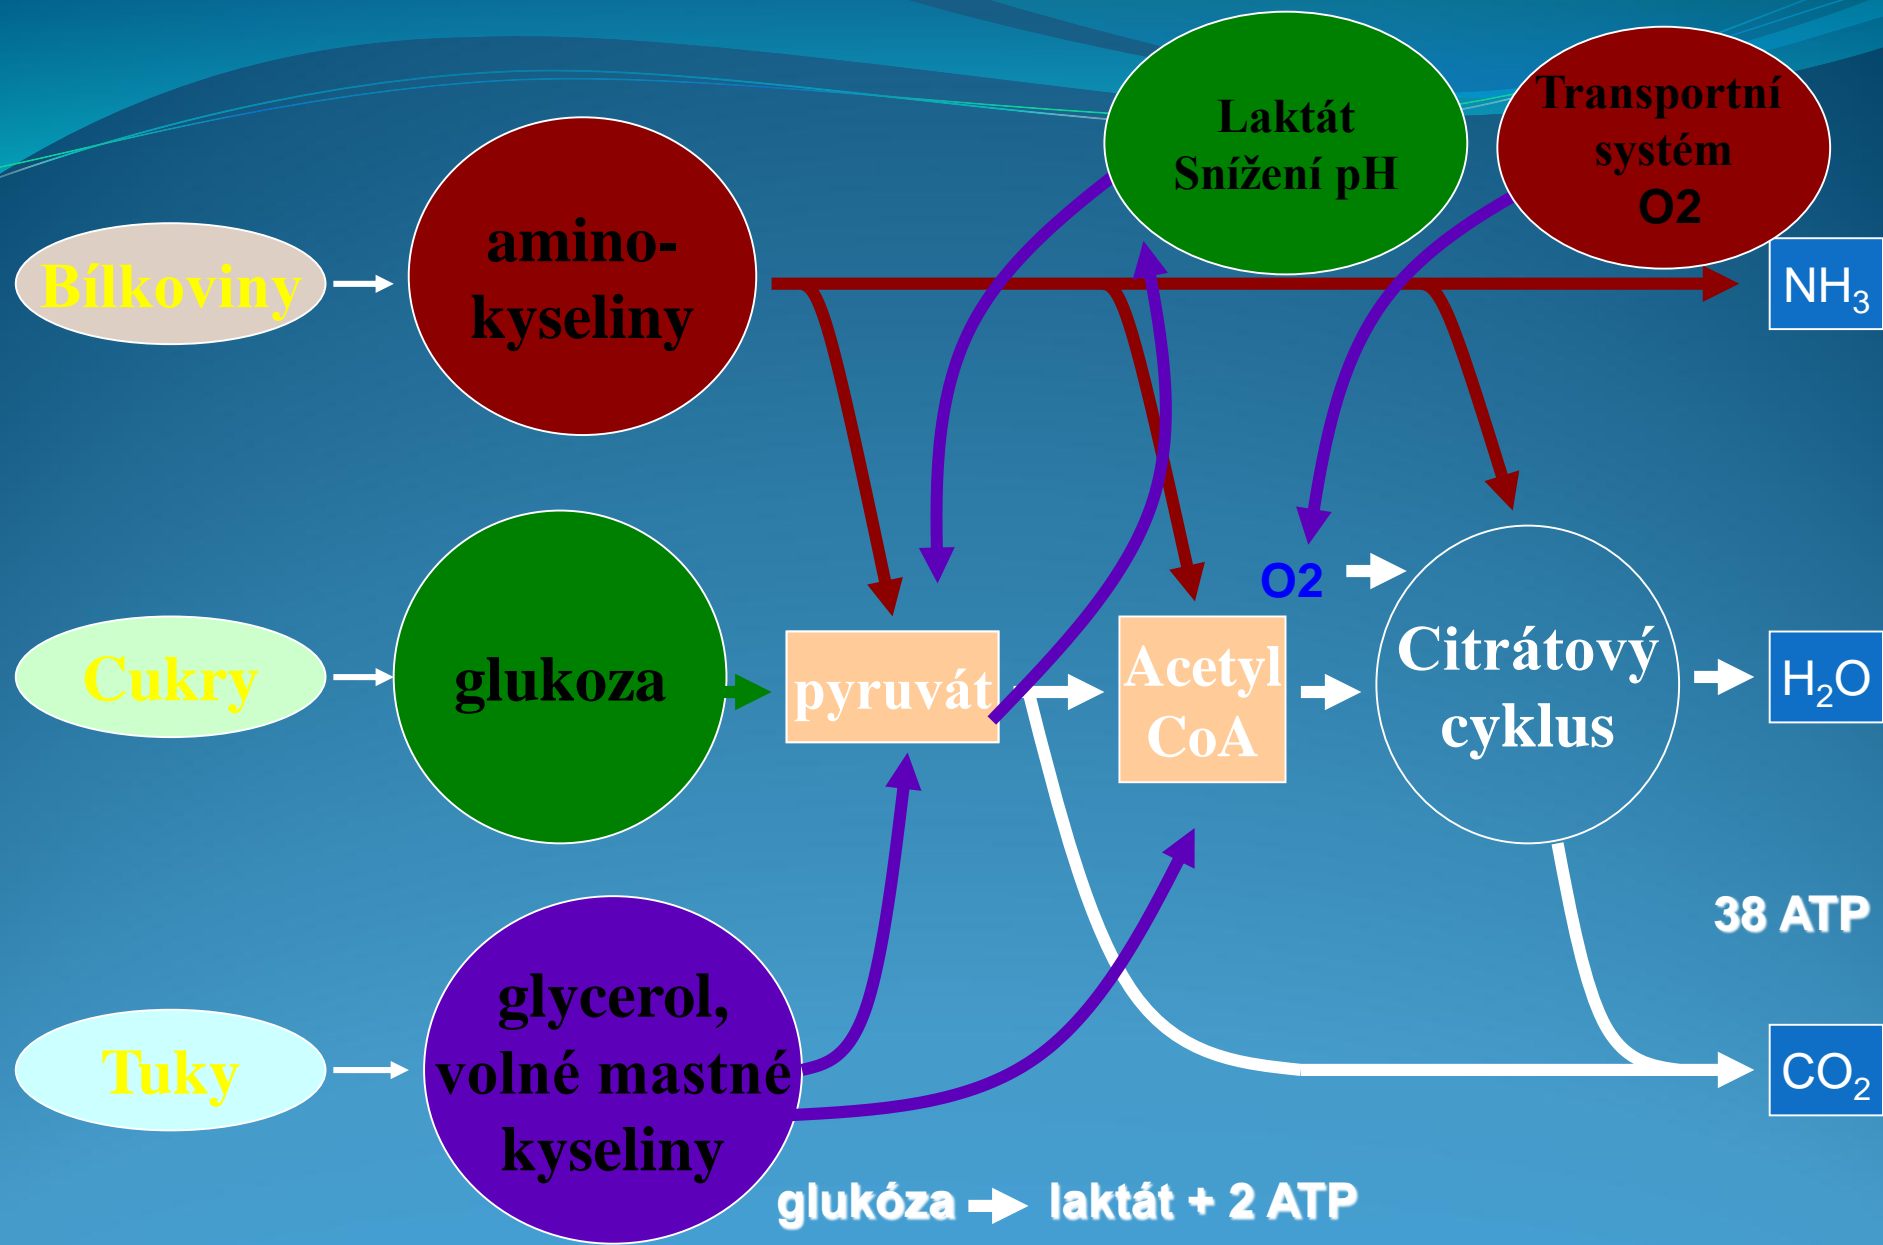 Laktát
Snížení pH
Transportní
systém
O2
Bílkoviny
amino-
kyseliny
NH₃
Cukry
glukoza
pyruvát
Acetyl
CoA
O2
Citrátový
cyklus
H₂O
38 ATP
Tuky
glycerol,
volné mastné
kyseliny
CO₂
glukóza laktát + 2 ATP